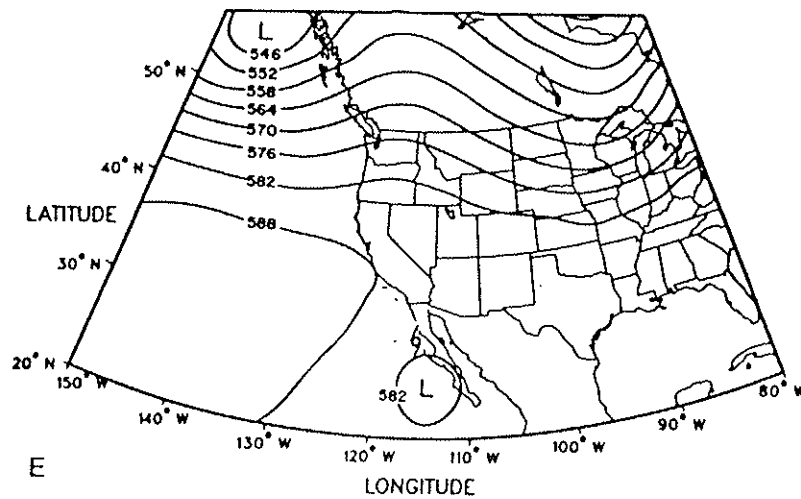 L
546
552
558
564
570
576
582
588
50° N
40° N
LATITUDE
30° N
20° N
150° W
140° W
130° W
120° W
110° W
100° W
90° W
80° W
582
L
E
LONGITUDE